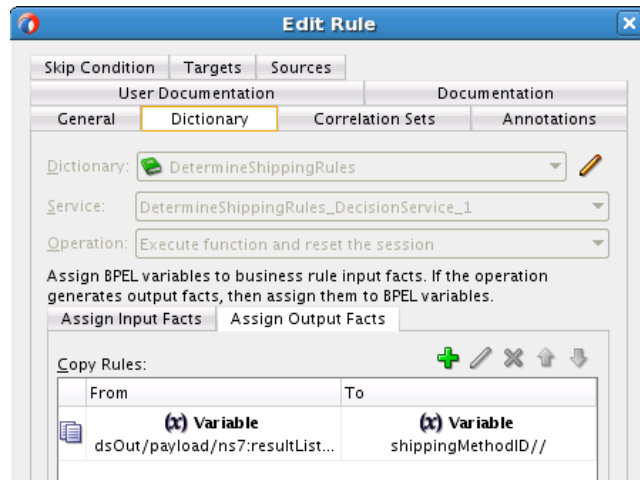 Edit Rule
Skip Condition Targets Sources
User Documentation Documentation
General Dictionary Correlation Sets Annotations
Dictionary: DetermineShippingRules
Service: DetermineShippingRules_DecisionService_1
Operation: Execute function and reset the session
Assign BPEL variables to business rule input facts. If the operation
generates output facts, then assign them to BPEL variables.
Assign Input Facts Assign Output Facts
Copy Rules:
From To
(x) Variable (x) Variable
dsOut/payload/ns7:resultList... shippingMethodID//